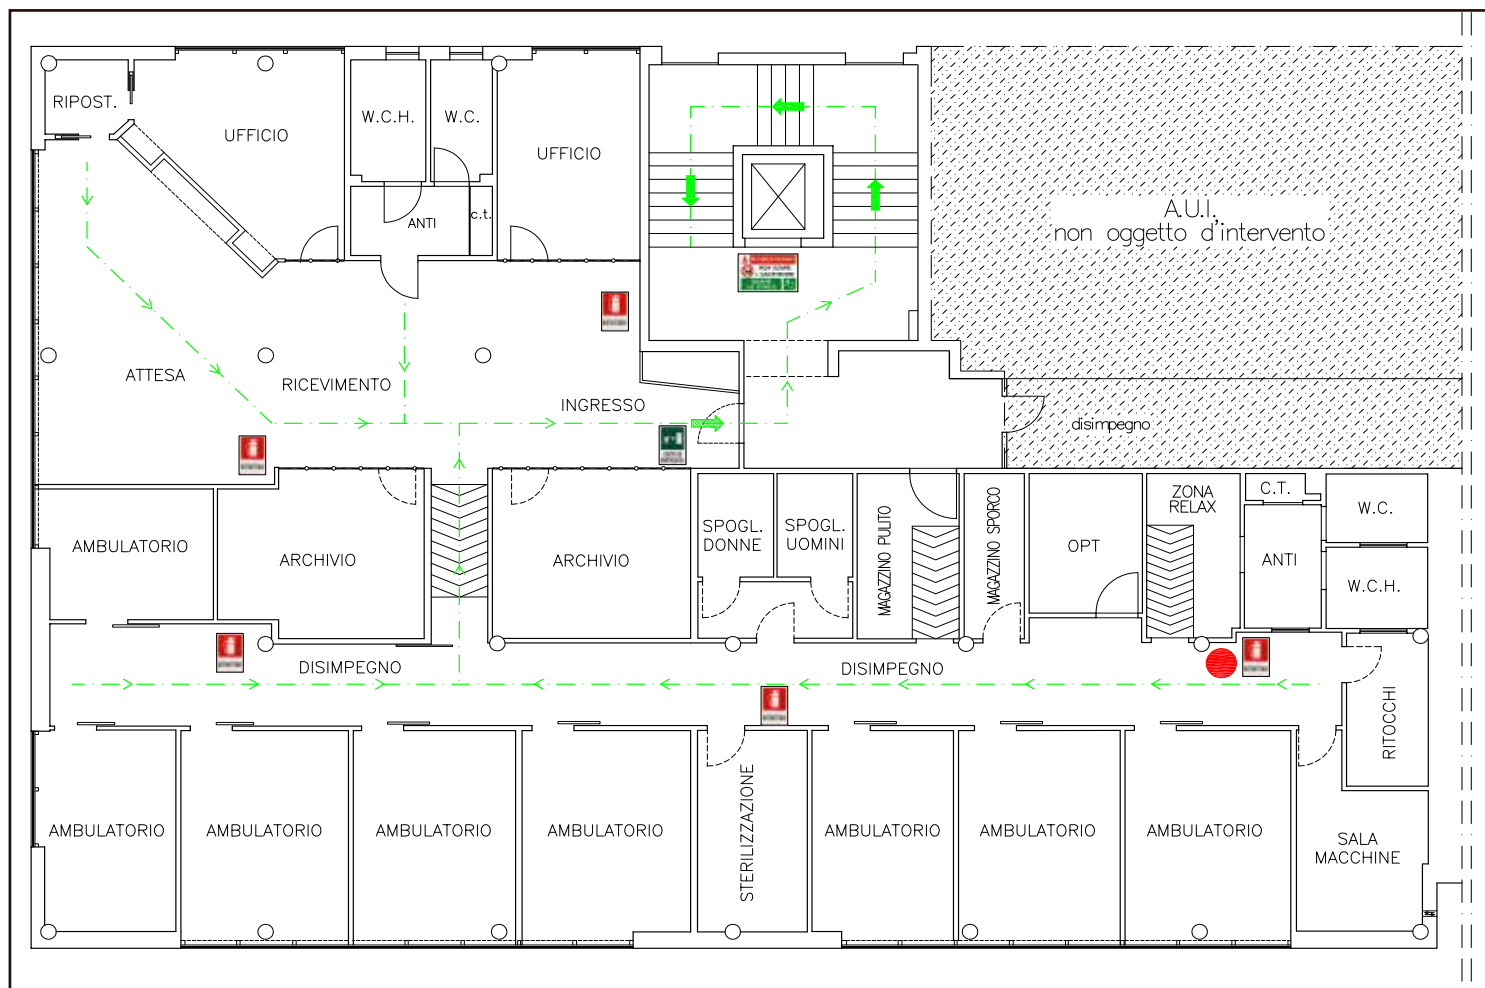 RIPOST.
UFFICIO
W.C.H.
W.C.
UFFICIO
ANTI
c.t.
A.U.I.
non oggetto d'intervento
ATTESA
RICEVIMENTO
INGRESSO
disimpegno
AMBULATORIO
ARCHIVIO
ARCHIVIO
SPOGL.
DONNE
SPOGL.
UOMINI
MAGAZZINO PULITO
MAGAZZINO SPORCO
OPT
ZONA
RELAX
C.T.
ANTI
W.C.
W.C.H.
DISIMPEGNO
DISIMPEGNO
RITOCCHI
AMBULATORIO
AMBULATORIO
AMBULATORIO
AMBULATORIO
STERILIZZAZIONE
AMBULATORIO
AMBULATORIO
AMBULATORIO
SALA
MACCHINE